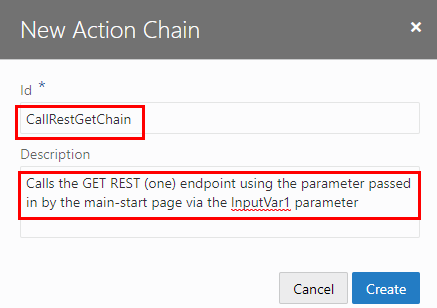 New Action Chain
Id *
CallRestGetChain
Description
Calls the GET REST (one) endpoint using the parameter passed
in by the main-start page via the InputVar1 parameter
Cancel Create